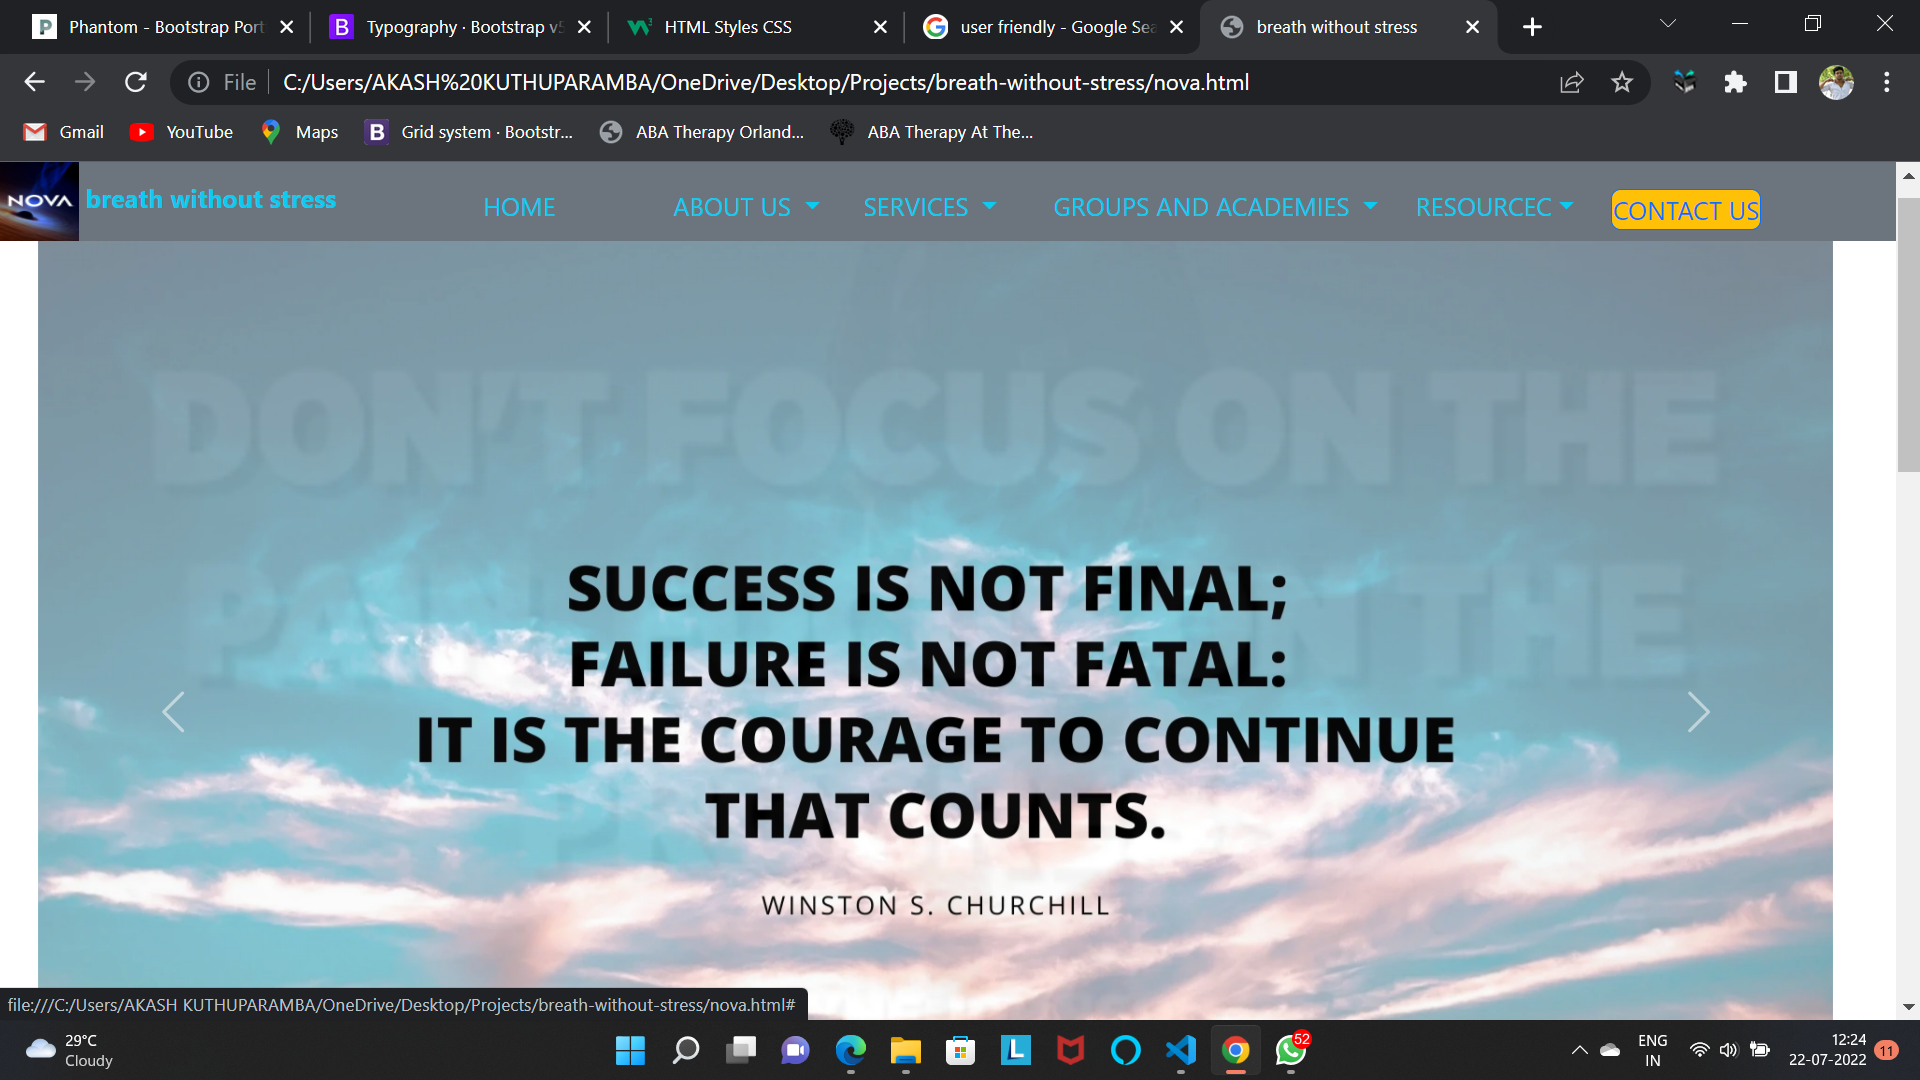 Phantom - Bootstrap Port
Typography · Bootstrap v5
HTML Styles CSS
user friendly - Google Sea
breath without stress
File
C:/Users/AKASH%20KUTHUPARAMBA/OneDrive/Desktop/Projects/breath-without-stress/nova.html
Gmail
YouTube
Maps
Grid system · Bootstr...
ABA Therapy Orland...
ABA Therapy At The...
NOVA
breath without stress
HOME
ABOUT US
SERVICES
GROUPS AND ACADEMIES
RESOURCEC
CONTACT US
DON'T FOCUS ON THE
SUCCESS IS NOT FINAL;
FAILURE IS NOT FATAL:
IT IS THE COURAGE TO CONTINUE
THAT COUNTS.
WINSTON S. CHURCHILL
file:///C:/Users/AKASH KUTHUPARAMBA/OneDrive/Desktop/Projects/breath-without-stress/nova.html#
29°C
Cloudy
52
ENG
IN
12:24
22-07-2022
11